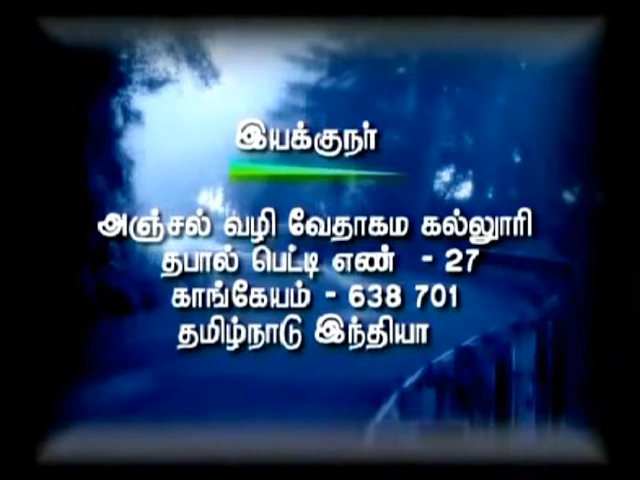 இயக்குநர்
அஞ்சல் வழி வேதாகம கல்லூரி
தபால் பெட்டி எண் - 27
காங்கேயம் - 638 701
தமிழ்நாடு இந்தியா